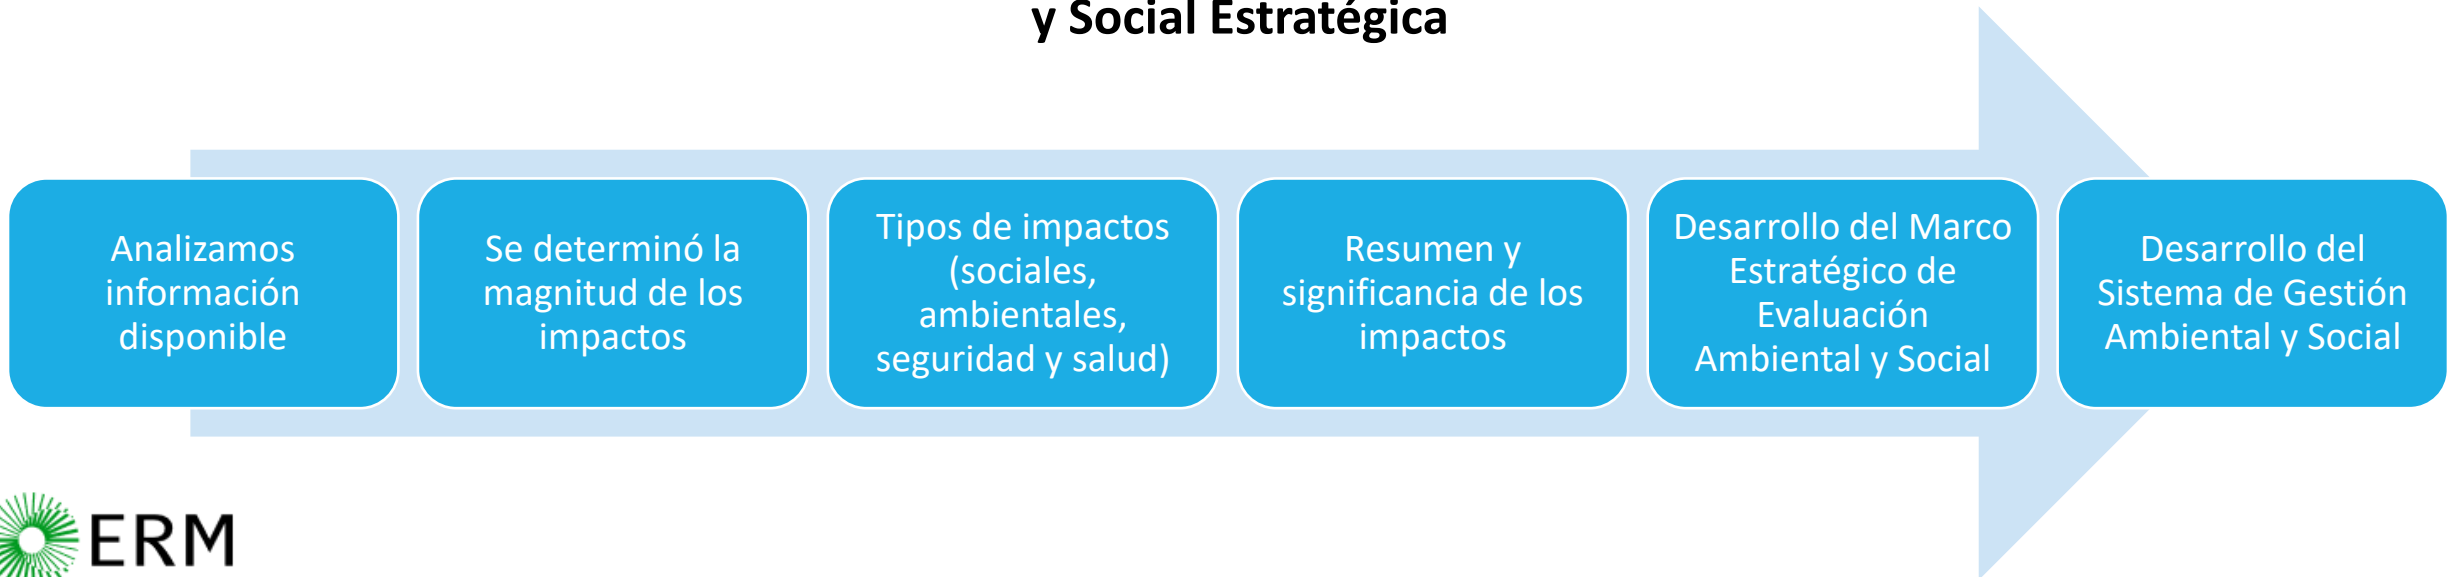 y Social Estratégica
Analizamos
información
disponible
Se determinó la
magnitud de los
impactos
Tipos de impactos
(sociales,
ambientales,
seguridad y salud)
Resumen y
significancia de los
impactos
Desarrollo del Marco
Estratégico de
Evaluación
Ambiental y Social
Desarrollo del
Sistema de Gestión
Ambiental y Social
ERM